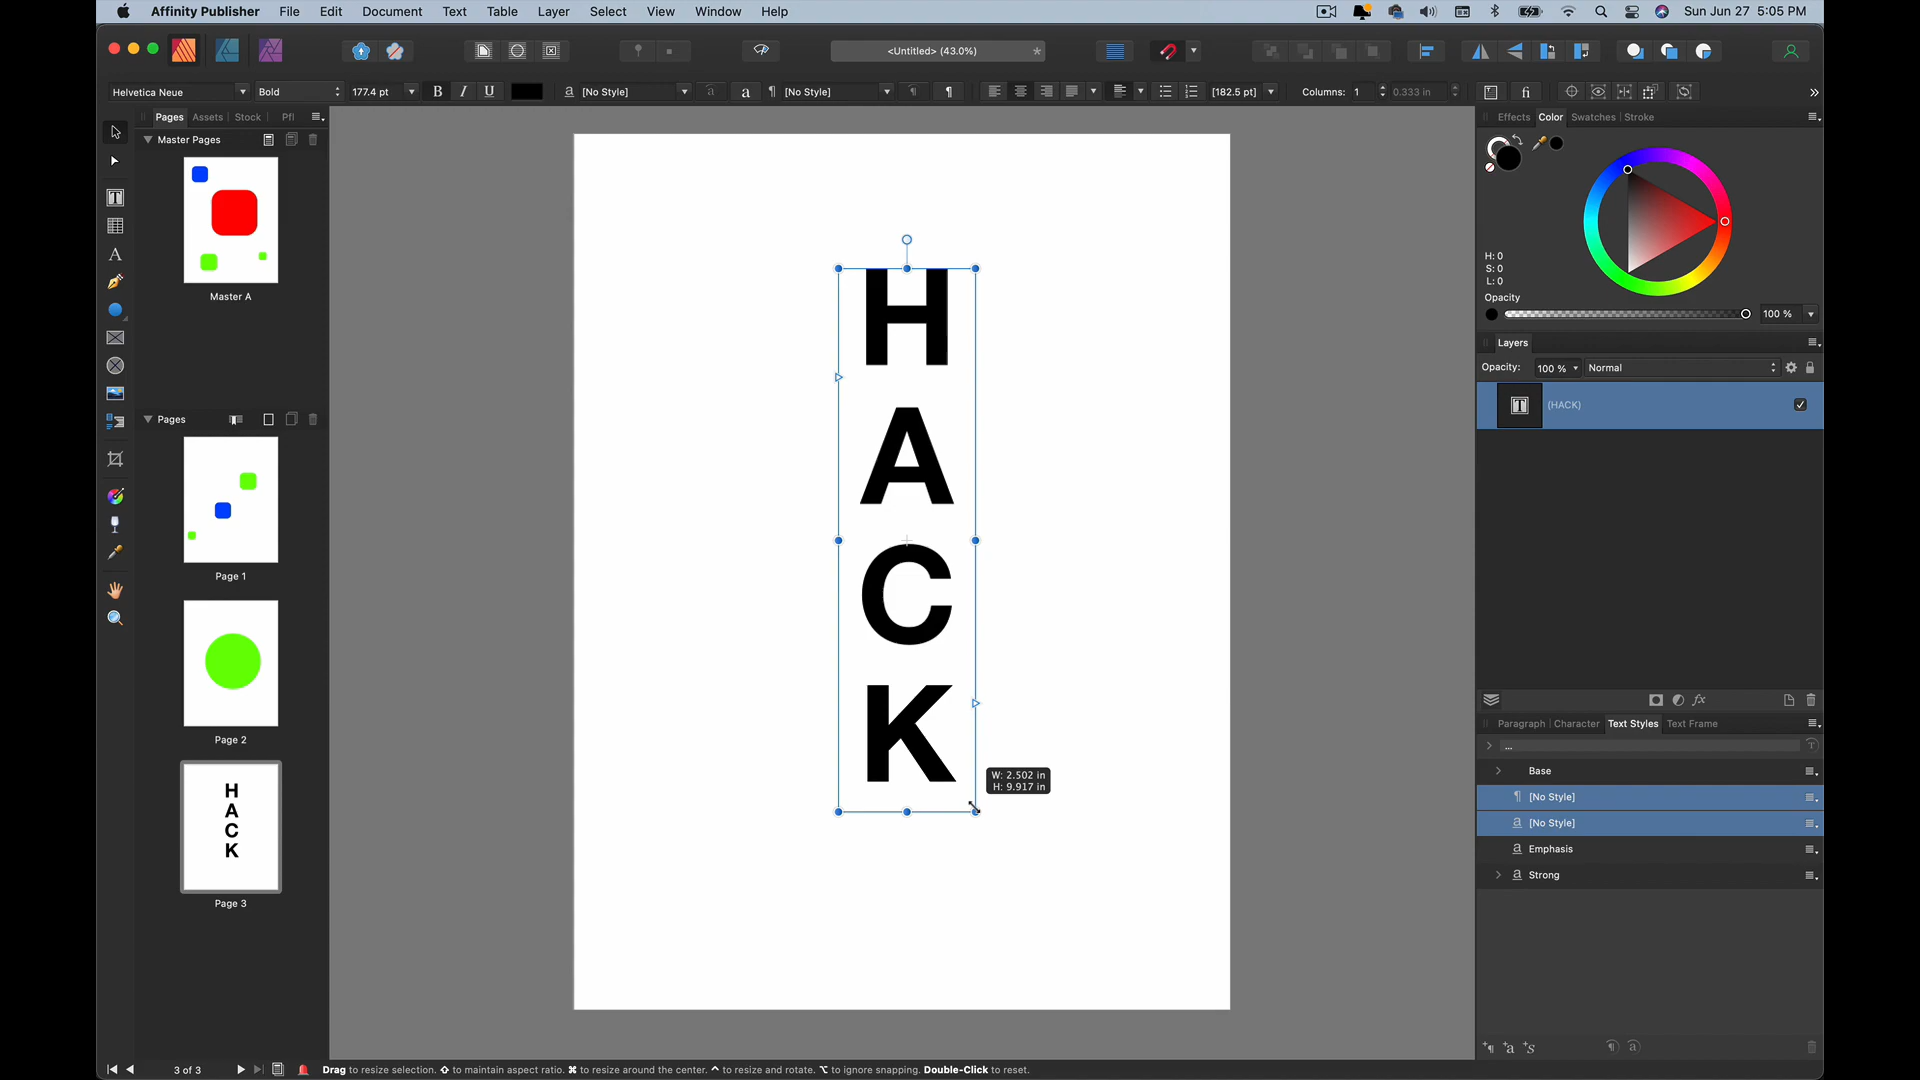 Affinity Publisher File Edit Document Text Table Layer Select View Window Help Sun Jun 27 5:05 PM
<Untitled> (43.0%) *
Helvetica Neue Bold 177.4 pt B I U a [No Style] a a ¶ [No Style] ¶ ¶ [182.5 pt] Columns: 1 0.333 in fi »
Pages Assets Stock Pfl
Master Pages
Master A
Pages
Page 1
Page 2
H
A
C
K
Page 3
H
A
C
K
W: 2.502 in
H: 9.917 in
Effects Color Swatches Stroke
H: 0
S: 0
L: 0
Opacity
100 %
Layers
Opacity: 100 % Normal
(HACK)
fx
Paragraph Character Text Styles Text Frame
...
Base
¶ [No Style]
a [No Style]
a Emphasis
a Strong
3 of 3
Drag to resize selection. ⇧ to maintain aspect ratio. ⌘ to resize around the center. ⌃ to resize and rotate. ⌥ to ignore snapping. Double-Click to reset.